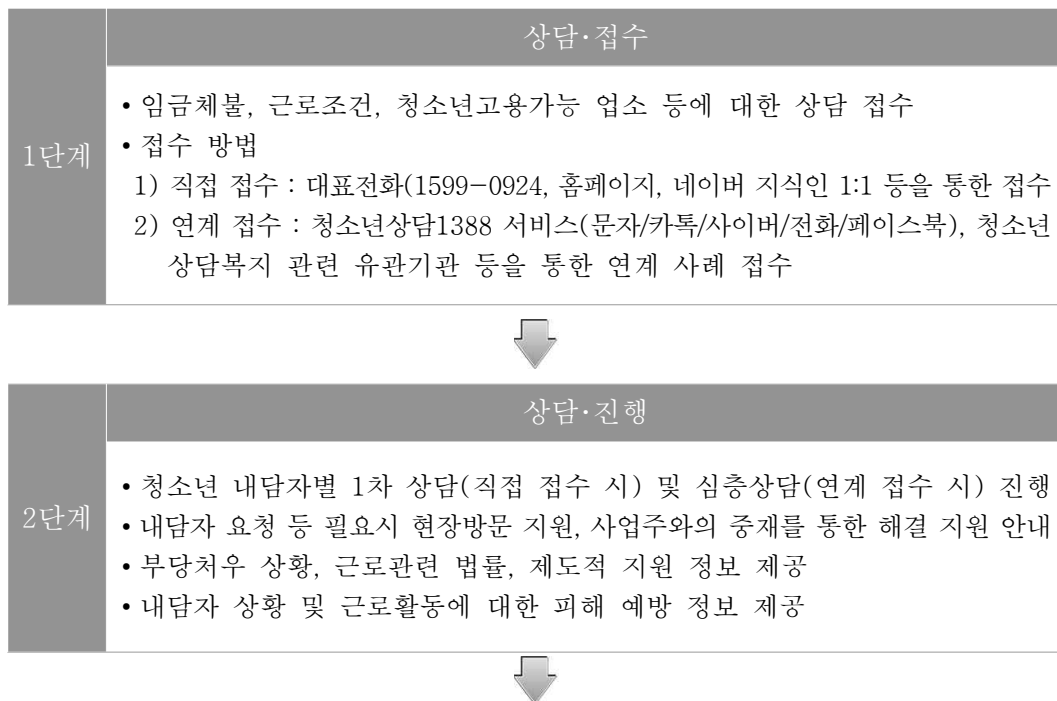 상담·접수
1단계
• 임금체불, 근로조건, 청소년고용가능 업소 등에 대한 상담 접수
• 접수 방법
1) 직접 접수 : 대표전화(1599-0924, 홈페이지, 네이버 지식인 1:1 등을 통한 접수
2) 연계 접수 : 청소년상담1388 서비스(문자/카톡/사이버/전화/페이스북), 청소년
상담복지 관련 유관기관 등을 통한 연계 사례 접수
상담·진행
2단계
• 청소년 내담자별 1차 상담(직접 접수 시) 및 심층상담(연계 접수 시) 진행
• 내담자 요청 등 필요시 현장방문 지원, 사업주와의 중재를 통한 해결 지원 안내
• 부당처우 상황, 근로관련 법률, 제도적 지원 정보 제공
• 내담자 상황 및 근로활동에 대한 피해 예방 정보 제공